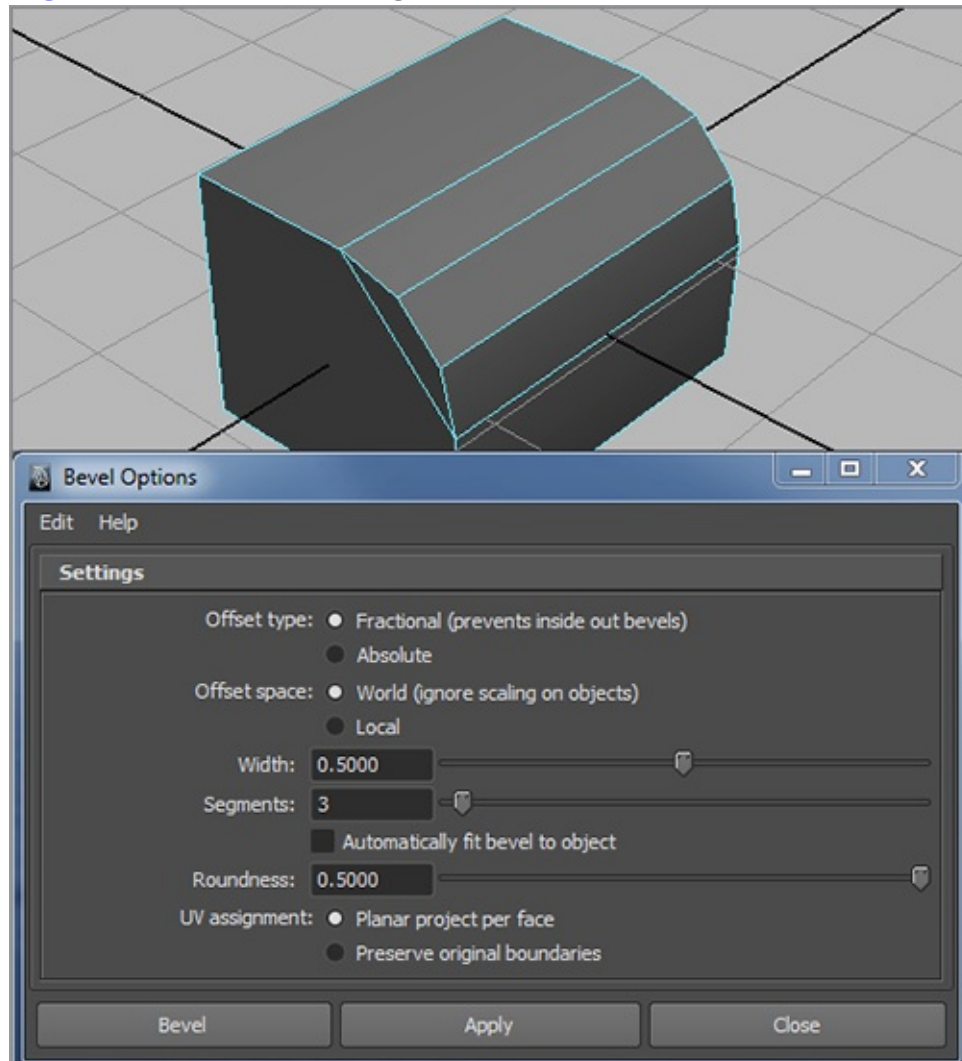 Bevel Options
Edit Help
Settings
Offset type: Fractional (prevents inside out bevels)
Absolute
Offset space: World (ignore scaling on objects)
Local
Width: 0.5000
Segments: 3
Automatically fit bevel to object
Roundness: 0.5000
UV assignment: Planar project per face
Preserve original boundaries
Bevel Apply Close